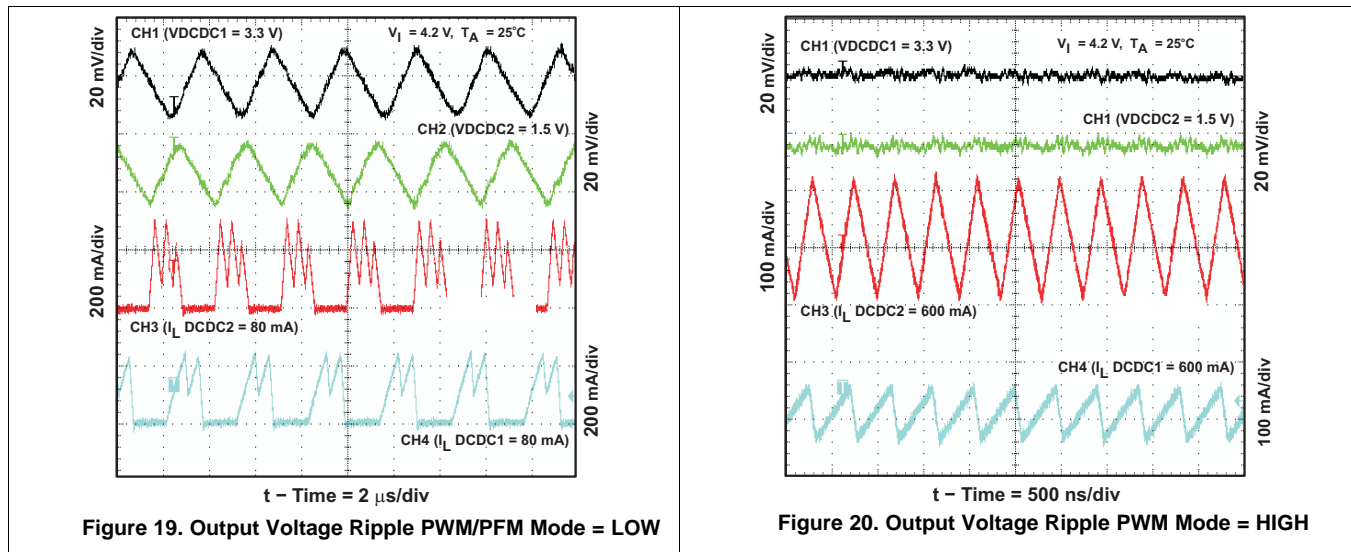 CH1 (VDCDC1 = 3.3 V)
V_I = 4.2 V, T_A = 25°C
20 mV/div
CH2 (VDCDC2 = 1.5 V)
20 mV/div
200 mA/div
CH3 (I_L DCDC2 = 80 mA)
200 mA/div
CH4 (I_L DCDC1 = 80 mA)
t − Time = 2 μs/div
Figure 19. Output Voltage Ripple PWM/PFM Mode = LOW
CH1 (VDCDC1 = 3.3 V)
V_I = 4.2 V, T_A = 25°C
20 mV/div
CH1 (VDCDC2 = 1.5 V)
20 mV/div
100 mA/div
CH3 (I_L DCDC2 = 600 mA)
CH4 (I_L DCDC1 = 600 mA)
100 mA/div
t − Time = 500 ns/div
Figure 20. Output Voltage Ripple PWM Mode = HIGH